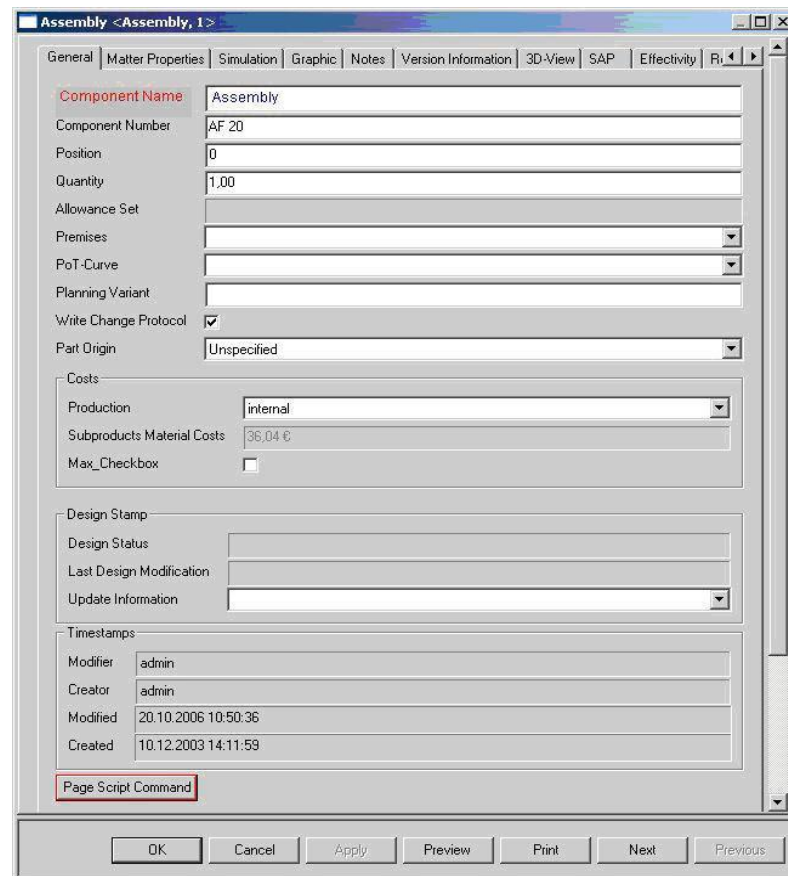 Assembly <Assembly, 1>
General Matter Properties Simulation Graphic Notes Version Information 3D-View SAP Effectivity
Component Name Assembly
Component Number AF 20
Position 0
Quantity 1,00
Allowance Set
Premises
PoT-Curve
Planning Variant
Write Change Protocol
Part Origin Unspecified
Costs
Production internal
Subproducts Material Costs 36,04 €
Max_Checkbox
Design Stamp
Design Status
Last Design Modification
Update Information
Timestamps
Modifier admin
Creator admin
Modified 20.10.2006 10:50:36
Created 10.12.2003 14:11:59
Page Script Command
OK Cancel Apply Preview Print Next Previous